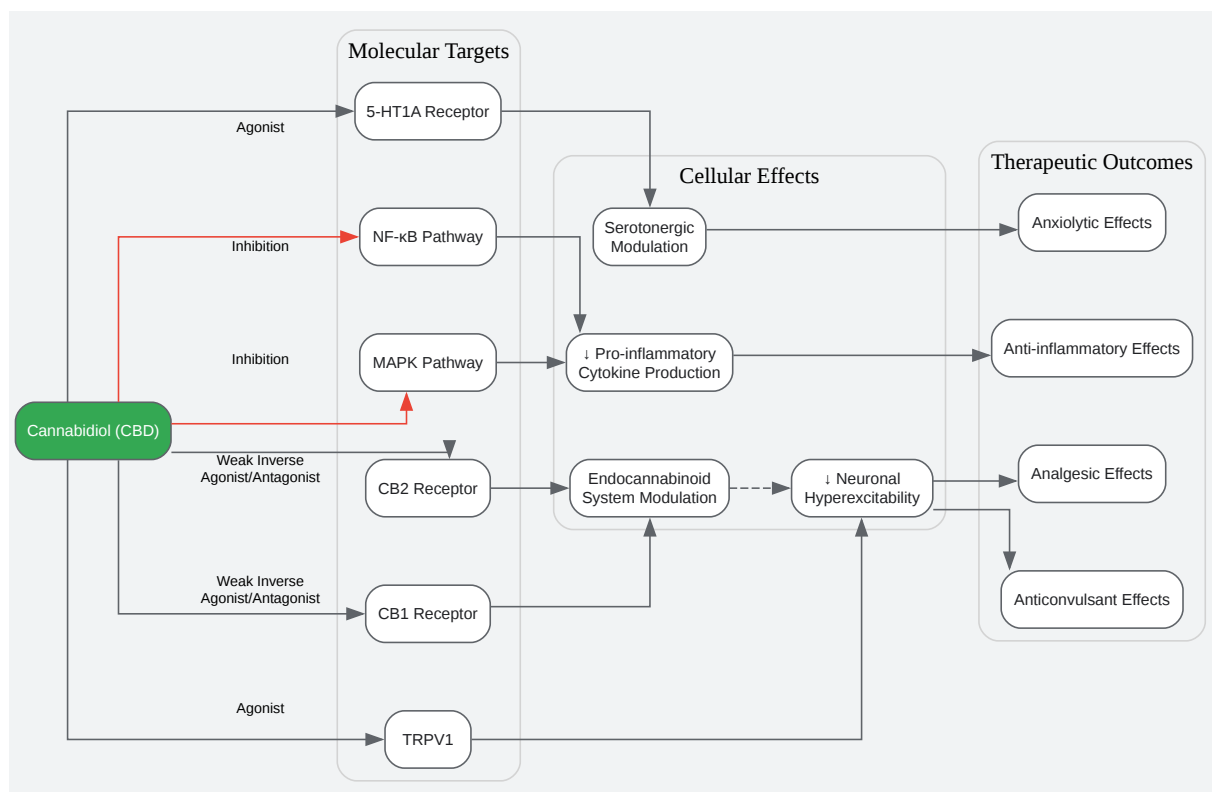 Molecular Targets
5-HT1A Receptor
Agonist
Cellular Effects
Therapeutic Outcomes
Serotonergic
Modulation
Anxiolytic Effects
NF-κB Pathway
Inhibition
Inhibition
MAPK Pathway
↓ Pro-inflammatory
Cytokine Production
Anti-inflammatory Effects
Cannabidiol (CBD)
Weak Inverse
Agonist/Antagonist
CB2 Receptor
Endocannabinoid
System Modulation
↓ Neuronal
Hyperexcitability
Analgesic Effects
Weak Inverse
Agonist/Antagonist
CB1 Receptor
Anticonvulsant Effects
Agonist
TRPV1